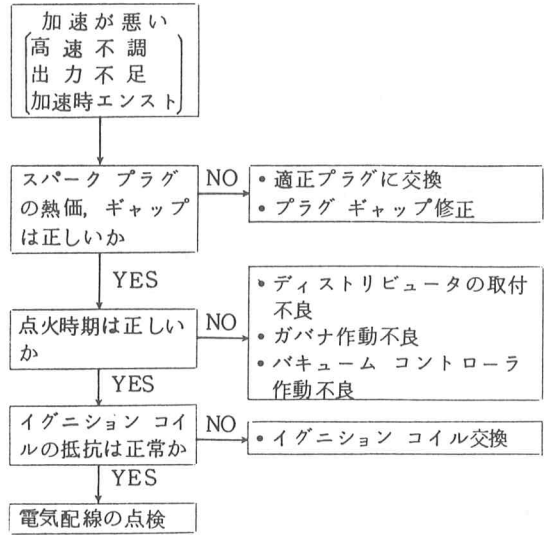 加速が悪い
高速不調
出力不足
加速時エンスト
スパーク プラグ
の熱価, ギャップ
は正しいか
NO
• 適正プラグに交換
• プラグ ギャップ修正
YES
点火時期は正しい
か
NO
• ディストリビュータの取付
不良
• ガバナ作動不良
• バキューム コントローラ
作動不良
YES
イグニション コイ
ルの抵抗は正常か
NO
• イグニション コイル交換
YES
電気配線の点検